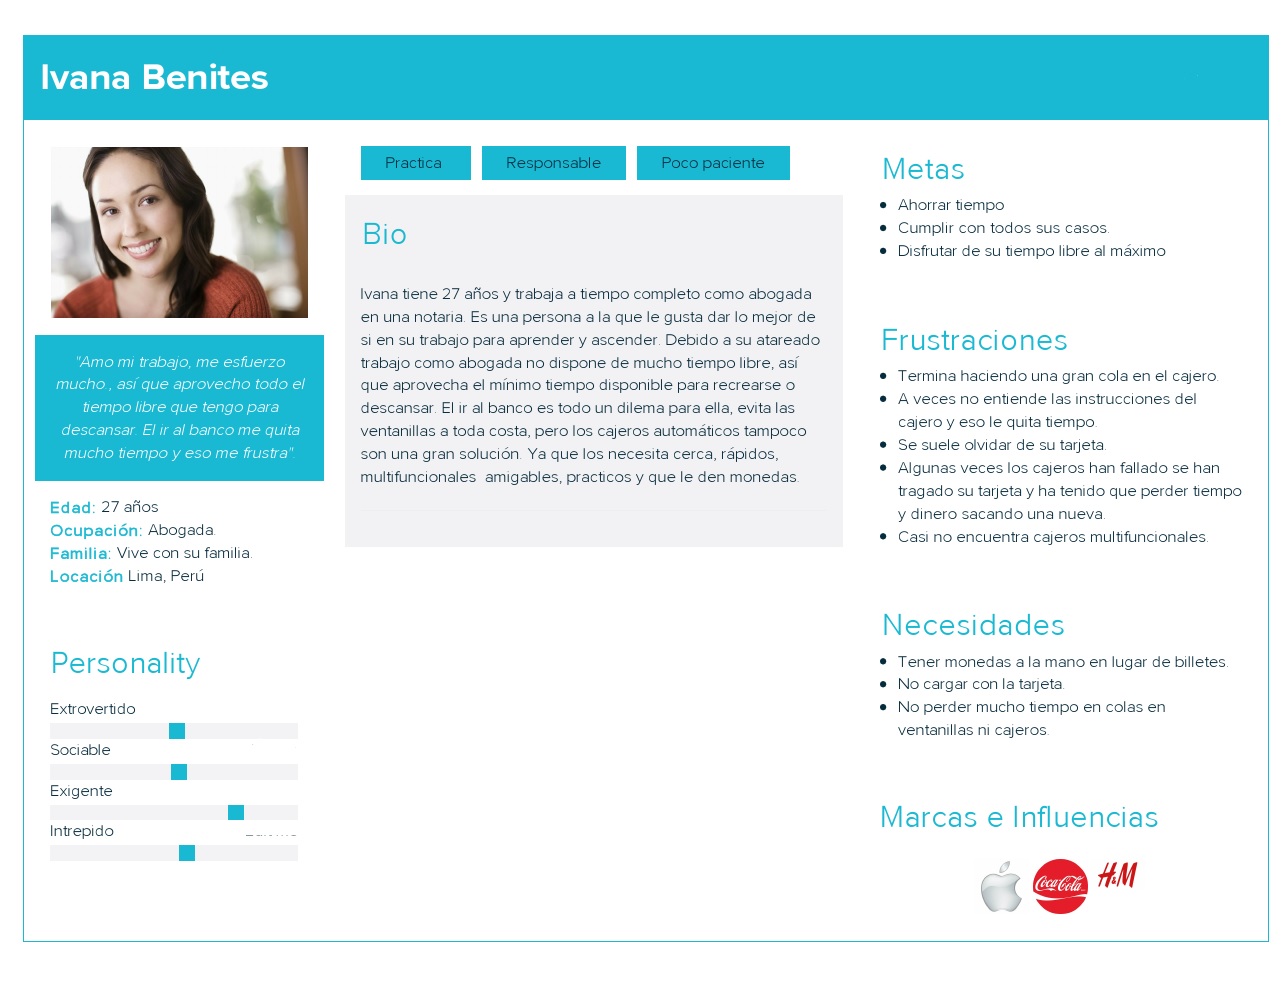 Ivana Benites
Practica
Responsable
Poco paciente
"Amo mi trabajo, me esfuerzo
mucho , así que aprovecho todo el
tiempo libre que tengo para
descansar. El ir al banco me quita
mucho tiempo y eso me frustra".
Edad: 27 años
Ocupación: Abogada.
Familia: Vive con su familia.
Locación Lima, Perú
Personality
Extrovertido
Sociable
Exigente
Intrepido
Bio
Ivana tiene 27 años y trabaja a tiempo completo como abogada
en una notaria. Es una persona a la que le gusta dar lo mejor de
si en su trabajo para aprender y ascender. Debido a su atareado
trabajo como abogada no dispone de mucho tiempo libre, así
que aprovecha el mínimo tiempo disponible para recrearse o
descansar. El ir al banco es todo un dilema para ella, evita las
ventanillas a toda costa, pero los cajeros automáticos tampoco
son una gran solución. Ya que los necesita cerca, rápidos,
multifuncionales  amigables, practicos y que le den monedas.
Metas
Ahorrar tiempo
Cumplir con todos sus casos.
Disfrutar de su tiempo libre al máximo
Frustraciones
Termina haciendo una gran cola en el cajero.
A veces no entiende las instrucciones del
cajero y eso le quita tiempo.
Se suele olvidar de su tarjeta.
Algunas veces los cajeros han fallado se han
tragado su tarjeta y ha tenido que perder tiempo
y dinero sacando una nueva.
Casi no encuentra cajeros multifuncionales.
Necesidades
Tener monedas a la mano en lugar de billetes.
No cargar con la tarjeta.
No perder mucho tiempo en colas en
ventanillas ni cajeros.
Marcas e Influencias
Coca-Cola
H&M